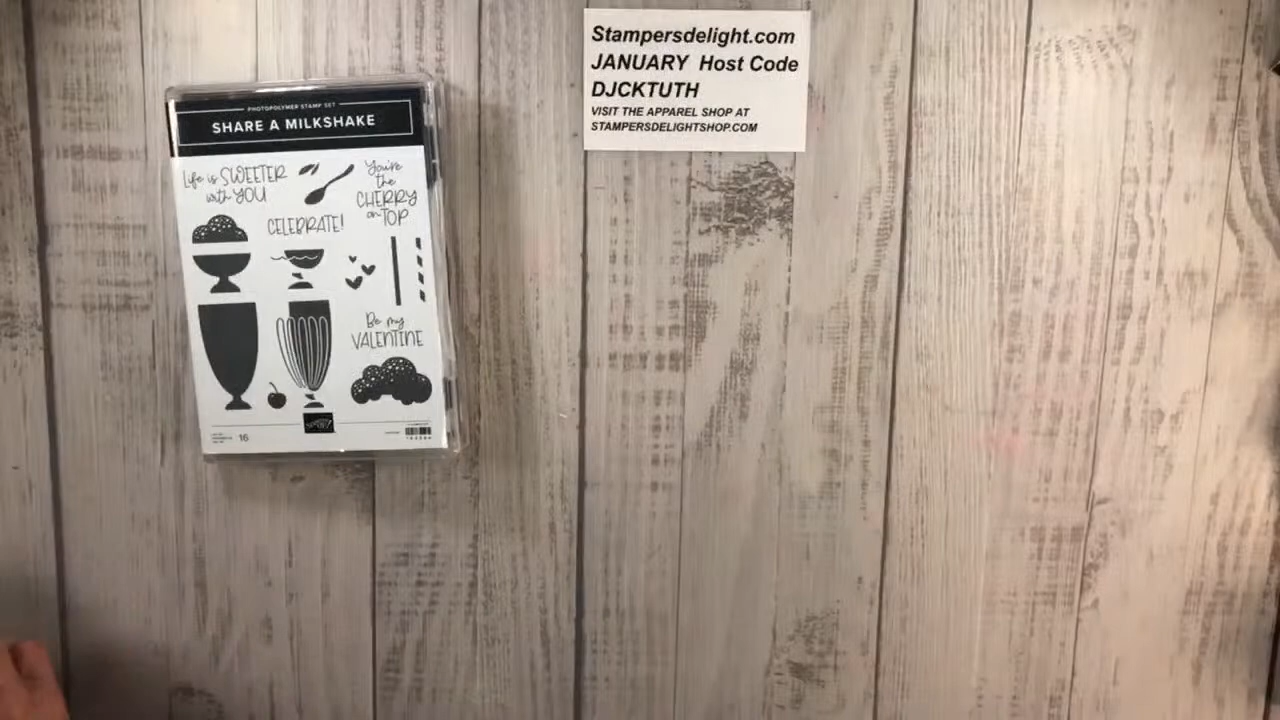 PHOTOPOLYMER STAMP SET
SHARE A MILKSHAKE
Life is SWEETER
with YOU
You're
the
CHERRY
on TOP
CELEBRATE!
Be my
VALENTINE
16
Stampersdelight.com
JANUARY Host Code
DJCKTUTH
VISIT THE APPAREL SHOP AT
STAMPERSDELIGHTSHOP.COM